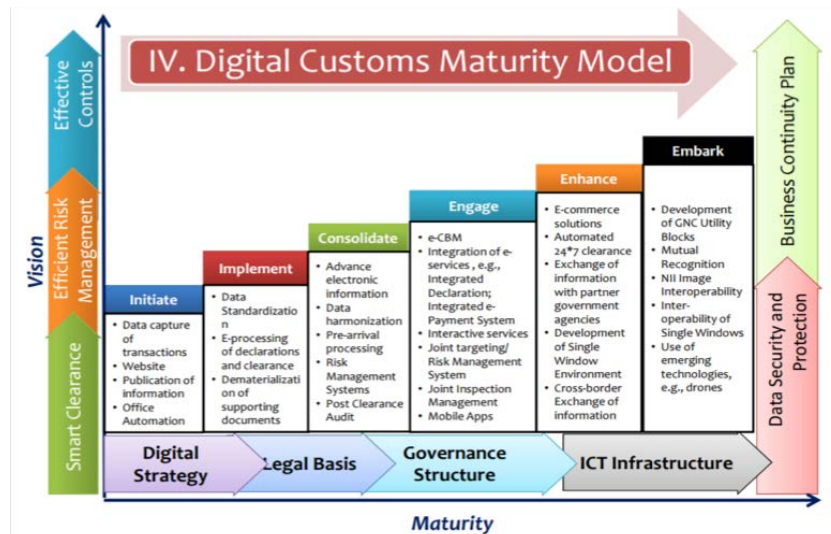 IV. Digital Customs Maturity Model
Effective
Controls
Efficient Risk
Management
Smart Clearance
Vision
Initiate
• Data capture
of
transactions
• Website
• Publication of
information
• Office
Automation
Implement
• Data
Standardizatio
n
• E-processing
of declarations
and clearance
• Dematerializati
on of
supporting
documents
Consolidate
• Advance
electronic
information
• Data
harmonization
• Pre-arrival
processing
• Risk
Management
Systems
• Post Clearance
Audit
Engage
• e-CBM
• Integration of e-
services , e.g.,
Integrated
Declaration;
Integrated e-
Payment System
• Interactive services
• Joint targeting/
Risk Management
System
• Joint Inspection
Management
• Mobile Apps
Enhance
• E-commerce
solutions
• Automated
24*7 clearance
• Exchange of
information
with partner
government
agencies
• Development
of Single
Window
Environment
• Cross-border
Exchange of
information
Embark
• Development
of GNC Utility
Blocks
• Mutual
Recognition
• NII Image
Interoperability
• Inter-
operability of
Single Windows
• Use of
emerging
technologies,
e.g., drones
Business Continuity Plan
Data Security and
Protection
Digital
Strategy
Legal Basis
Governance
Structure
ICT Infrastructure
Maturity